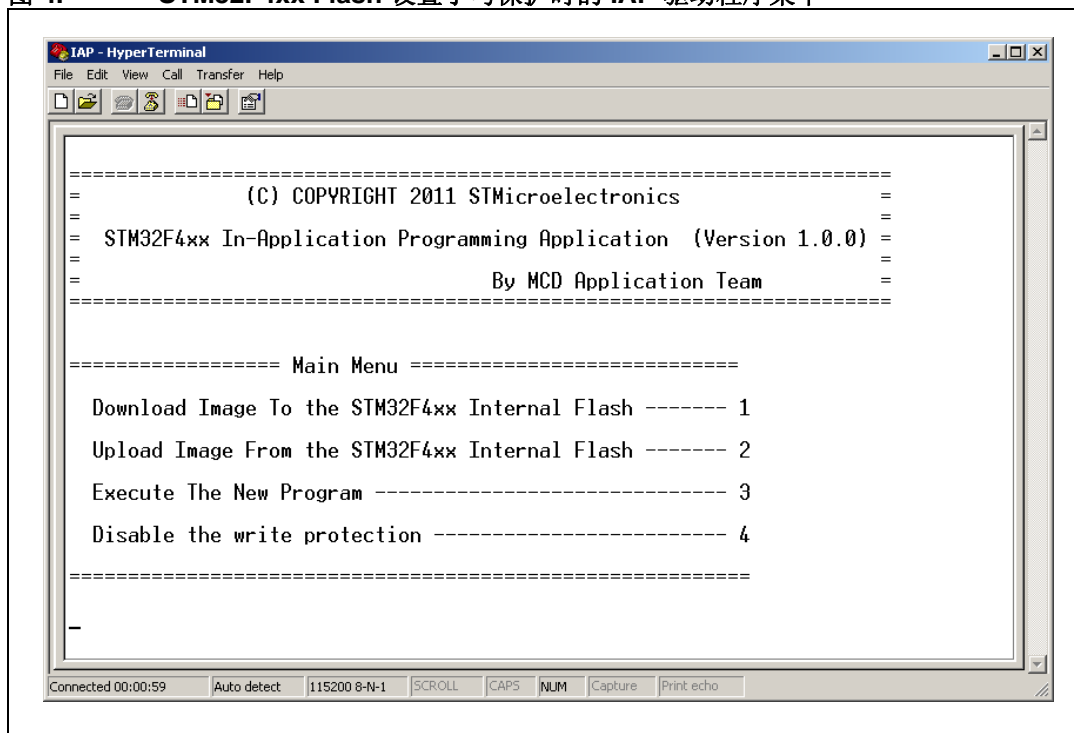 IAP - HyperTerminal
File Edit View Call Transfer Help
======================================================================
= (C) COPYRIGHT 2011 STMicroelectronics =
= =
= STM32F4xx In-Application Programming Application (Version 1.0.0) =
= =
= By MCD Application Team =
======================================================================
================== Main Menu ============================
Download Image To the STM32F4xx Internal Flash ------- 1
Upload Image From the STM32F4xx Internal Flash ------- 2
Execute The New Program ------------------------------ 3
Disable the write protection ------------------------- 4
==========================================================
_
Connected 00:00:59 Auto detect 115200 8-N-1 SCROLL CAPS NUM Capture Print echo